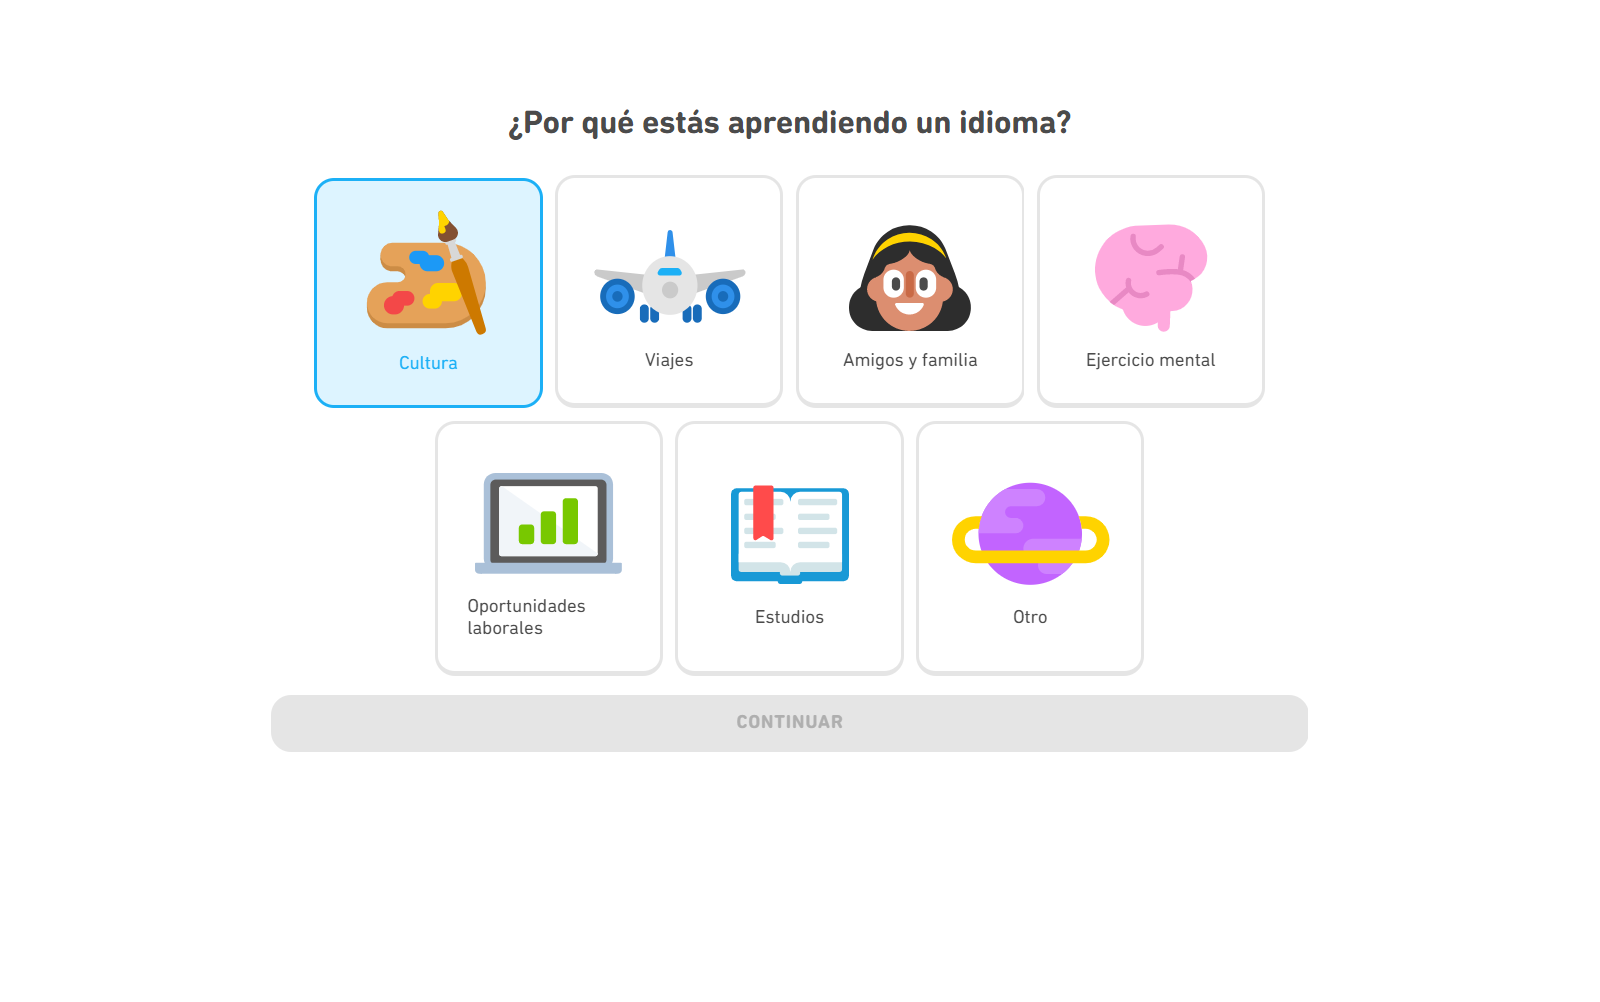 ¿Por qué estás aprendiendo un idioma?
Cultura
Viajes
Amigos y familia
Ejercicio mental
Oportunidades
laborales
Estudios
Otro
CONTINUAR